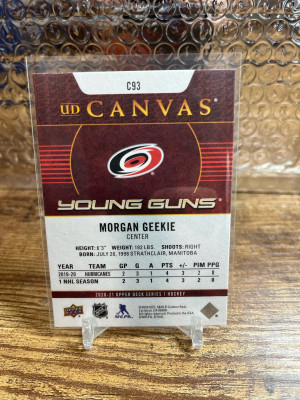 C93
UD CANVAS®
YOUNG GUNS®
MORGAN GEEKIE
CENTER
HEIGHT: 6'3" WEIGHT: 192 LBS. SHOOTS: RIGHT
BORN: JULY 20, 1998 STRATHCLAIR, MANITOBA
YEAR TEAM GP G A PTS +/- PIM PPG
2019-20 HURRICANES 2 3 1 4 3 2 0
1 NHL SEASON 2 3 1 4 3 2 0
2020-21 UPPER DECK SERIES 1 HOCKEY